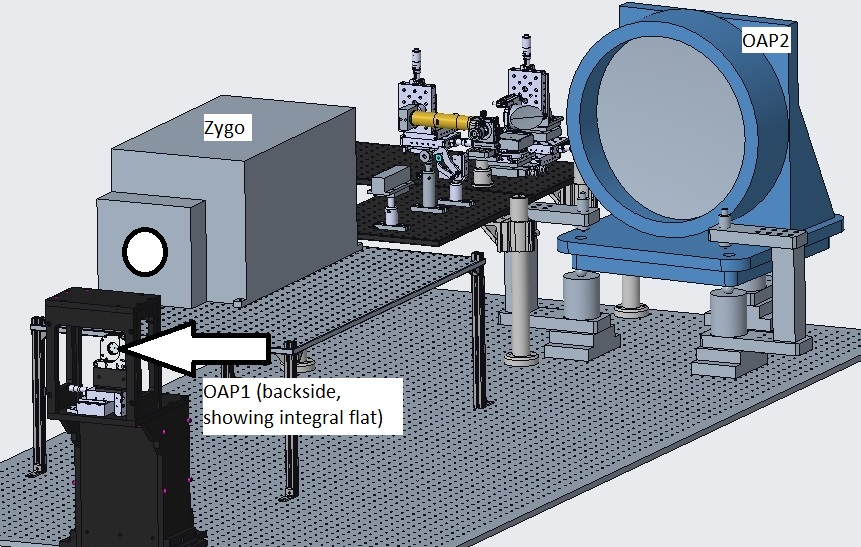 OAP2
Zygo
OAP1 (backside,
showing integral flat)